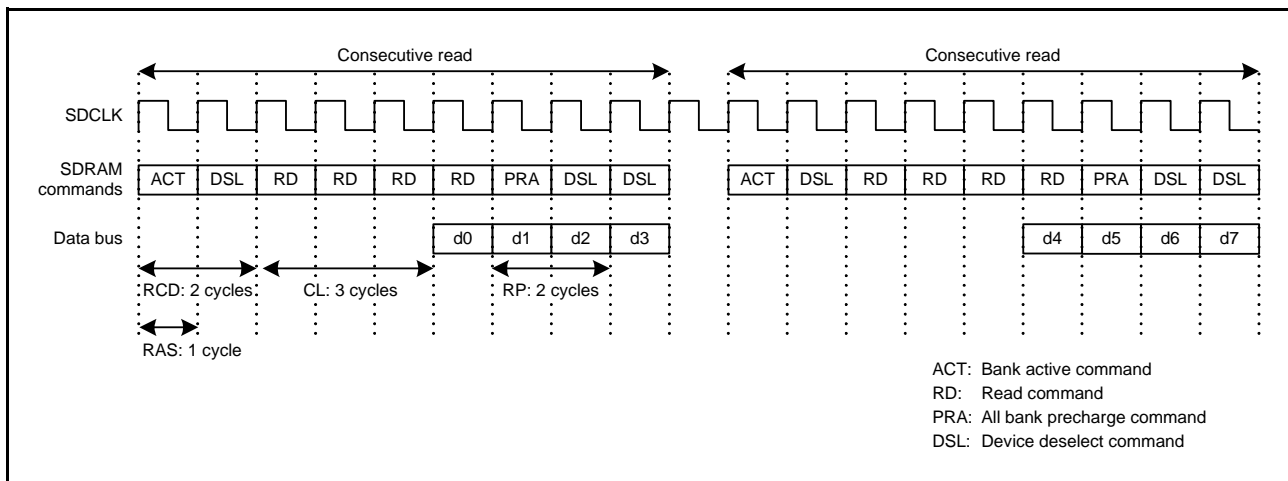 Consecutive read Consecutive read
SDCLK
SDRAM
commands
ACT DSL RD RD RD RD PRA DSL DSL ACT DSL RD RD RD RD PRA DSL DSL
Data bus d0 d1 d2 d3 d4 d5 d6 d7
RCD: 2 cycles CL: 3 cycles RP: 2 cycles
RAS: 1 cycle
ACT: Bank active command
RD: Read command
PRA: All bank precharge command
DSL: Device deselect command